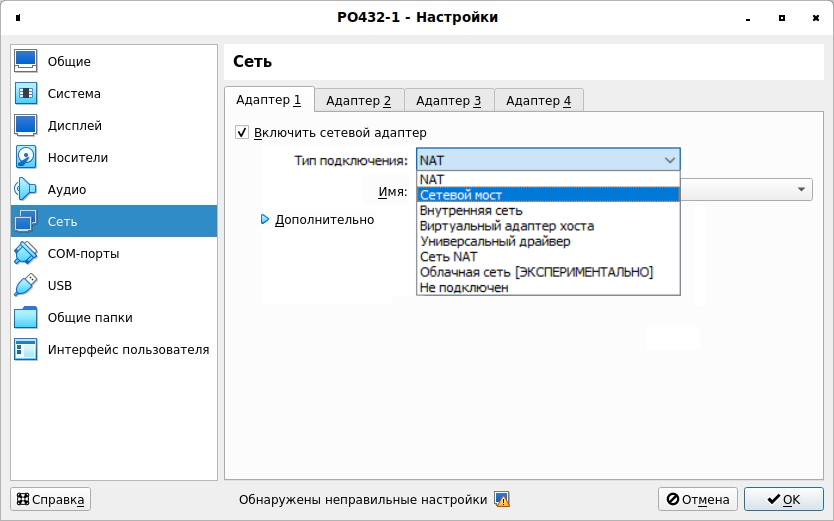 PO432-1 - Настройки
Общие
Система
Дисплей
Носители
Аудио
Сеть
COM-порты
USB
Общие папки
Интерфейс пользователя
Сеть
Адаптер 1
Адаптер 2
Адаптер 3
Адаптер 4
Включить сетевой адаптер
Тип подключения: NAT
NAT
Сетевой мост
Внутренняя сеть
Виртуальный адаптер хоста
Универсальный драйвер
Сеть NAT
Облачная сеть [ЭКСПЕРИМЕНТАЛЬНО]
Не подключен
Имя:
Дополнительно
Справка
Обнаружены неправильные настройки
Отмена
OK